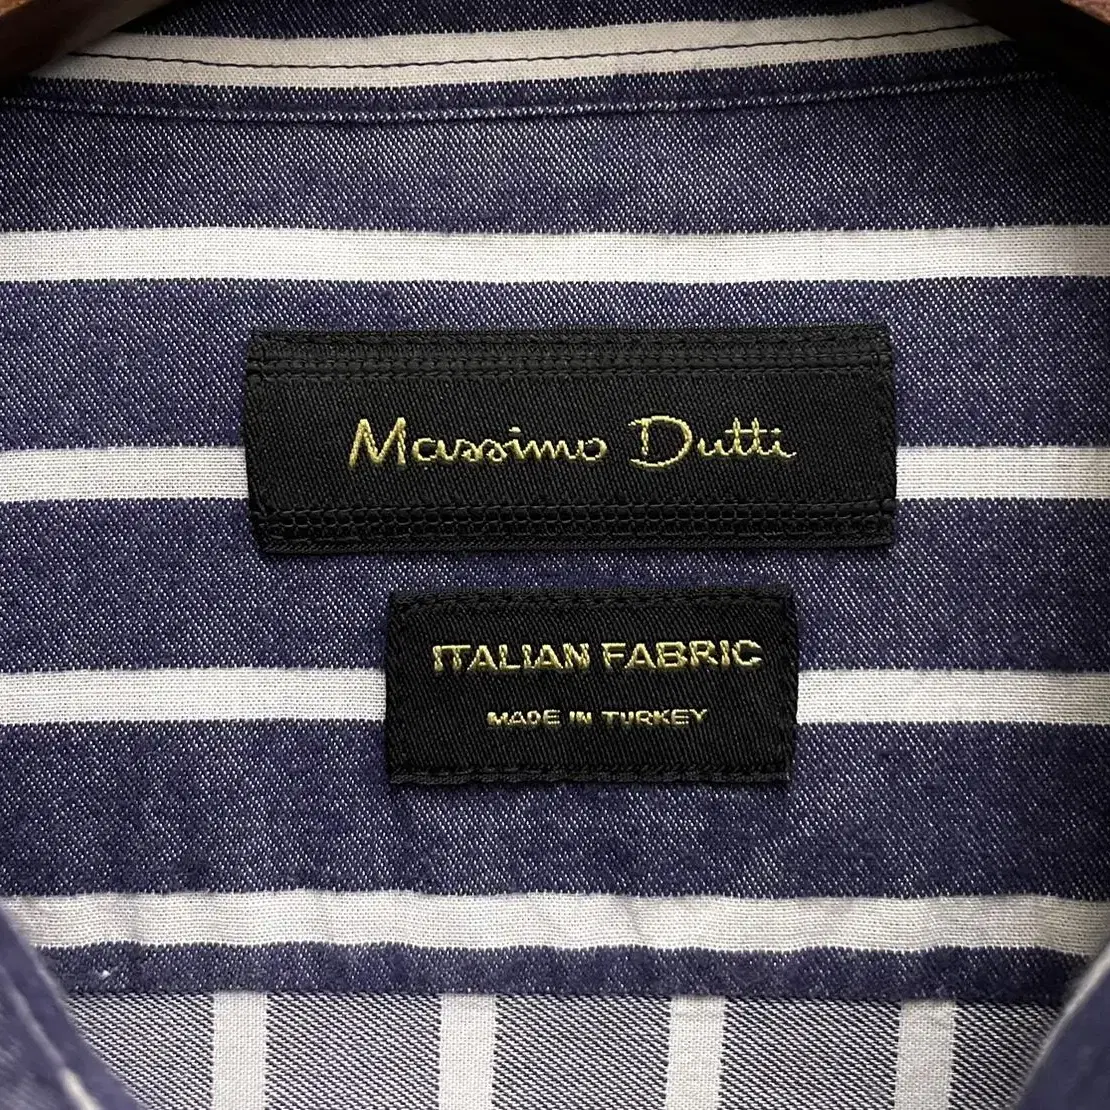 Massimo Dutti
ITALIAN FABRIC
MADE IN TURKEY